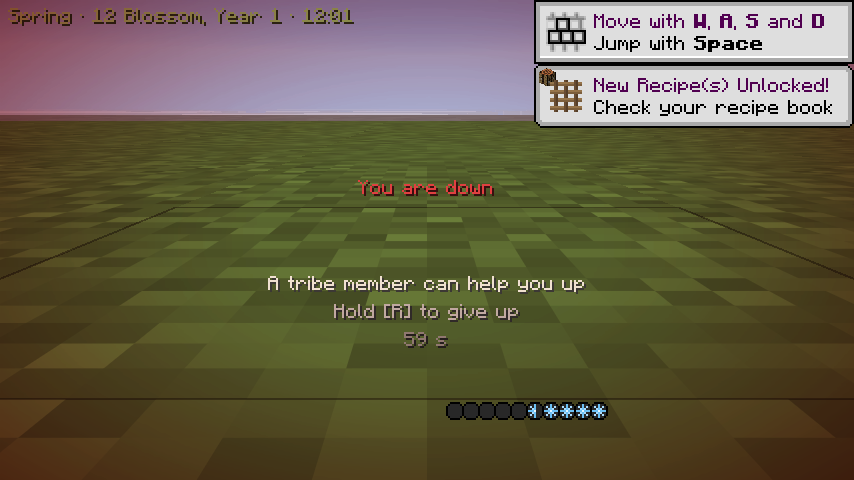 Spring · 12 Blossom, Year 1 · 12:01
Move with W, A, S and D
Jump with Space
New Recipe(s) Unlocked!
Check your recipe book
You are down
A tribe member can help you up
Hold [R] to give up
59 s